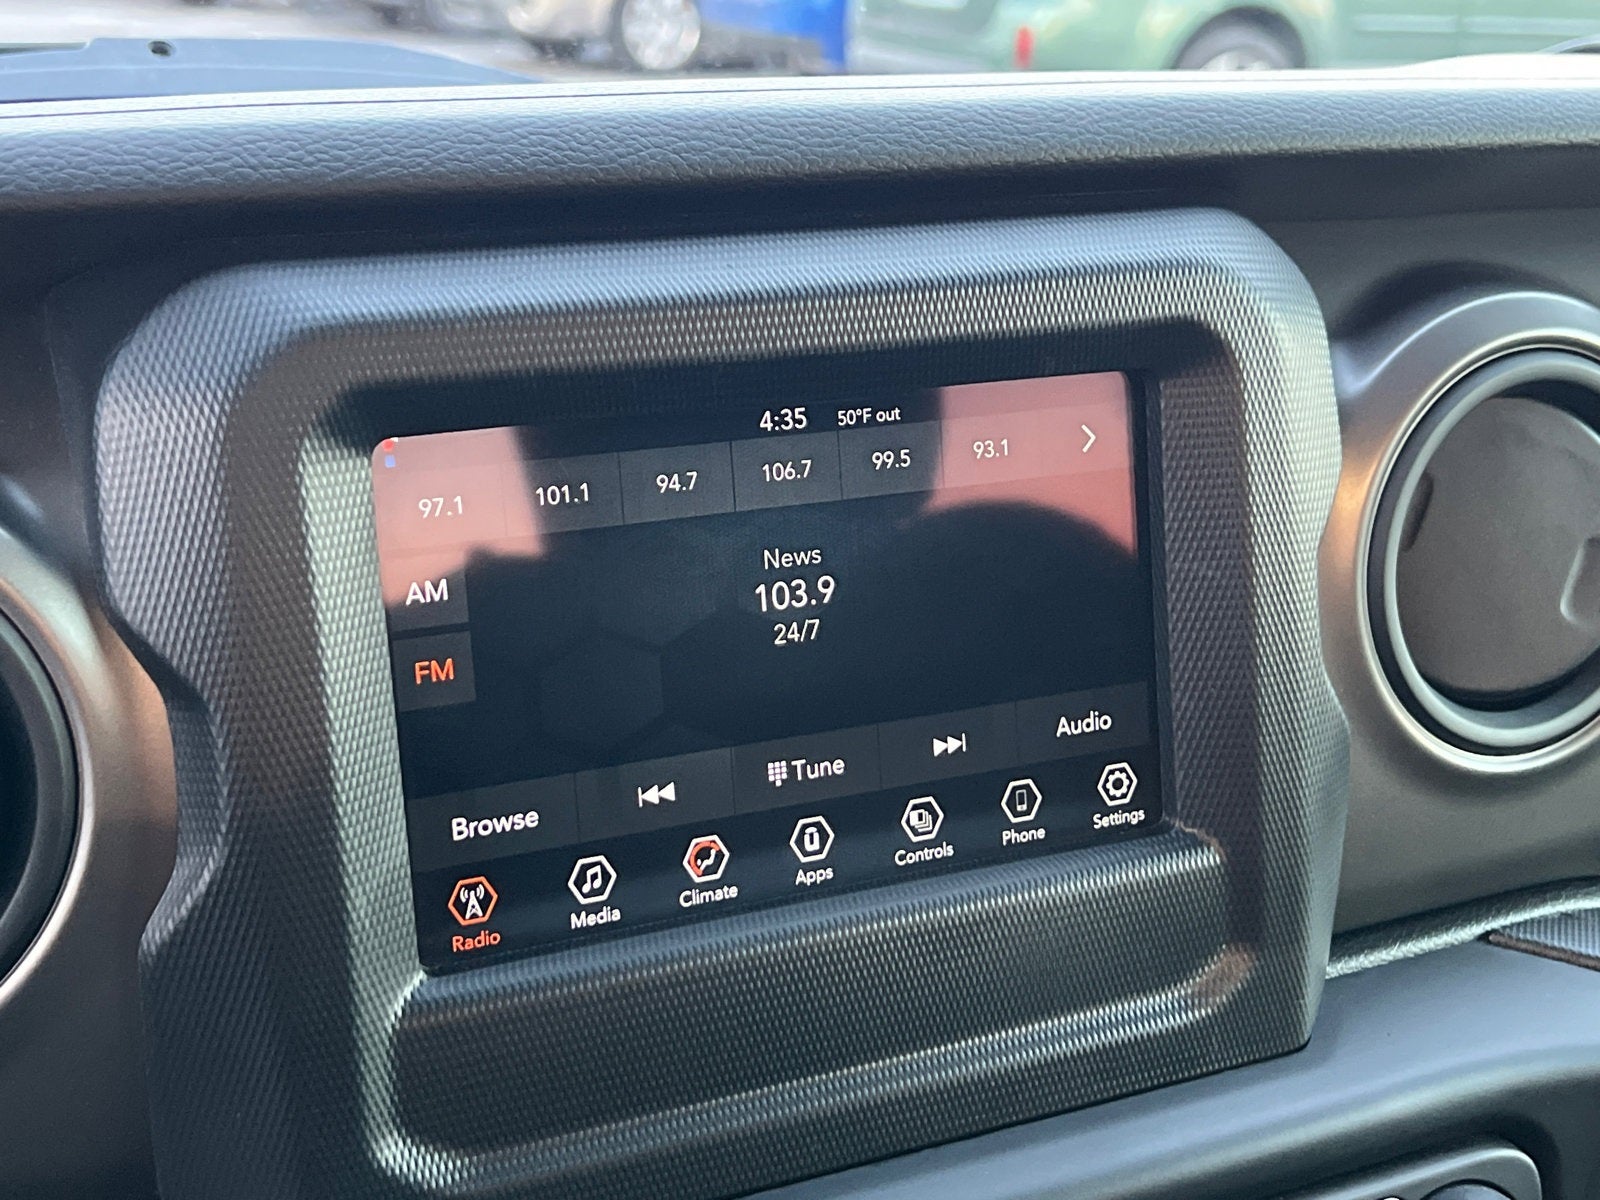 4:35 50°F out
97.1 101.1 94.7 106.7 99.5 93.1
AM
FM
News
103.9
24/7
Browse Tune Audio
Radio Media Climate Apps Controls Phone Settings